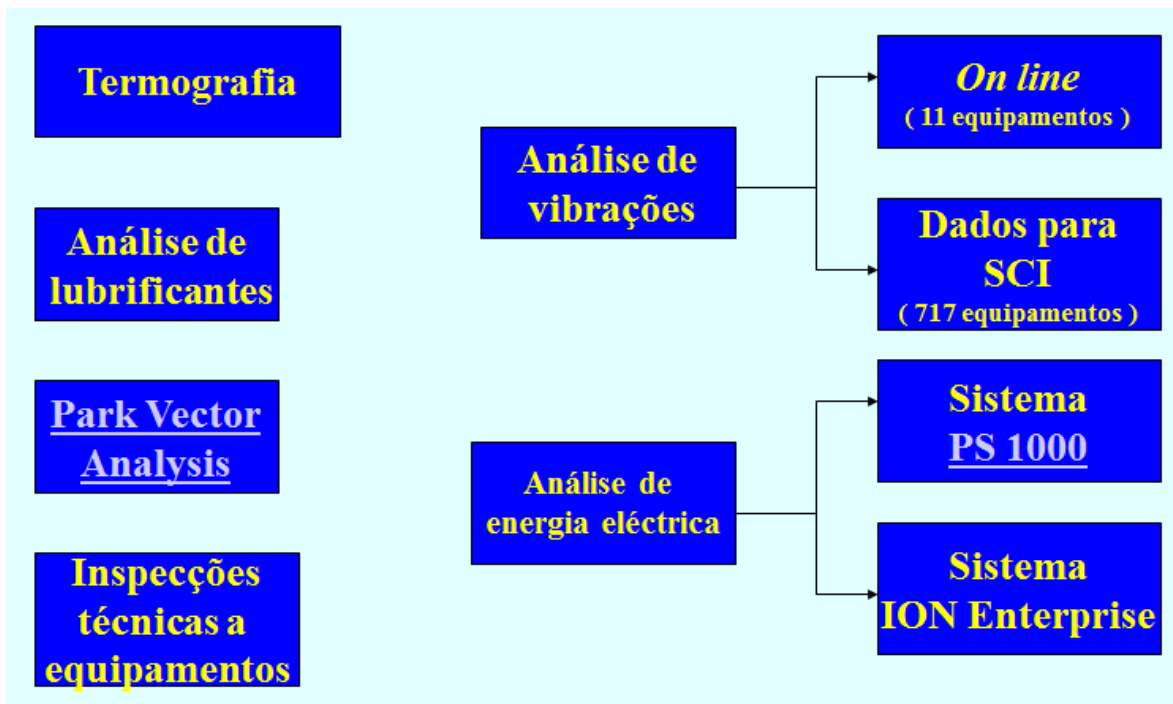 Termografia
Análise de
lubrificantes
Park Vector
Analysis
Inspecções
técnicas a
equipamentos
Análise de
vibrações
On line
( 11 equipamentos )
Dados para
SCI
( 717 equipamentos )
Análise de
energia eléctrica
Sistema
PS 1000
Sistema
ION Enterprise